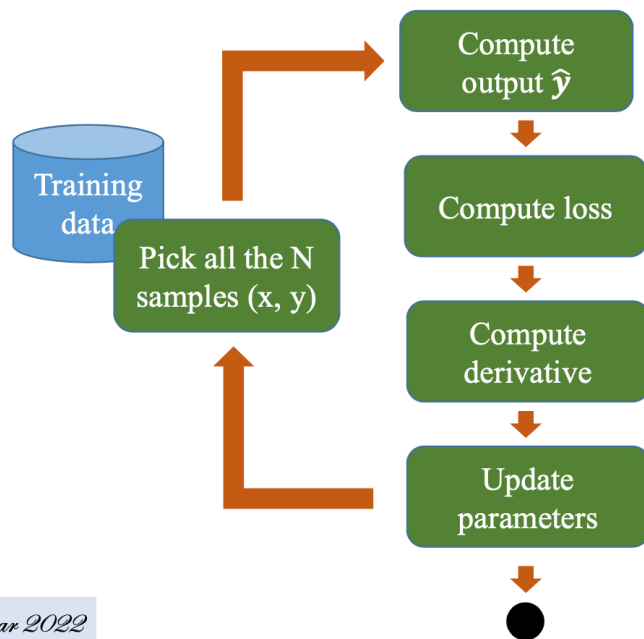 Compute
output ŷ
Training
data
Compute loss
Pick all the N
samples (x, y)
Compute
derivative
Update
parameters
2022